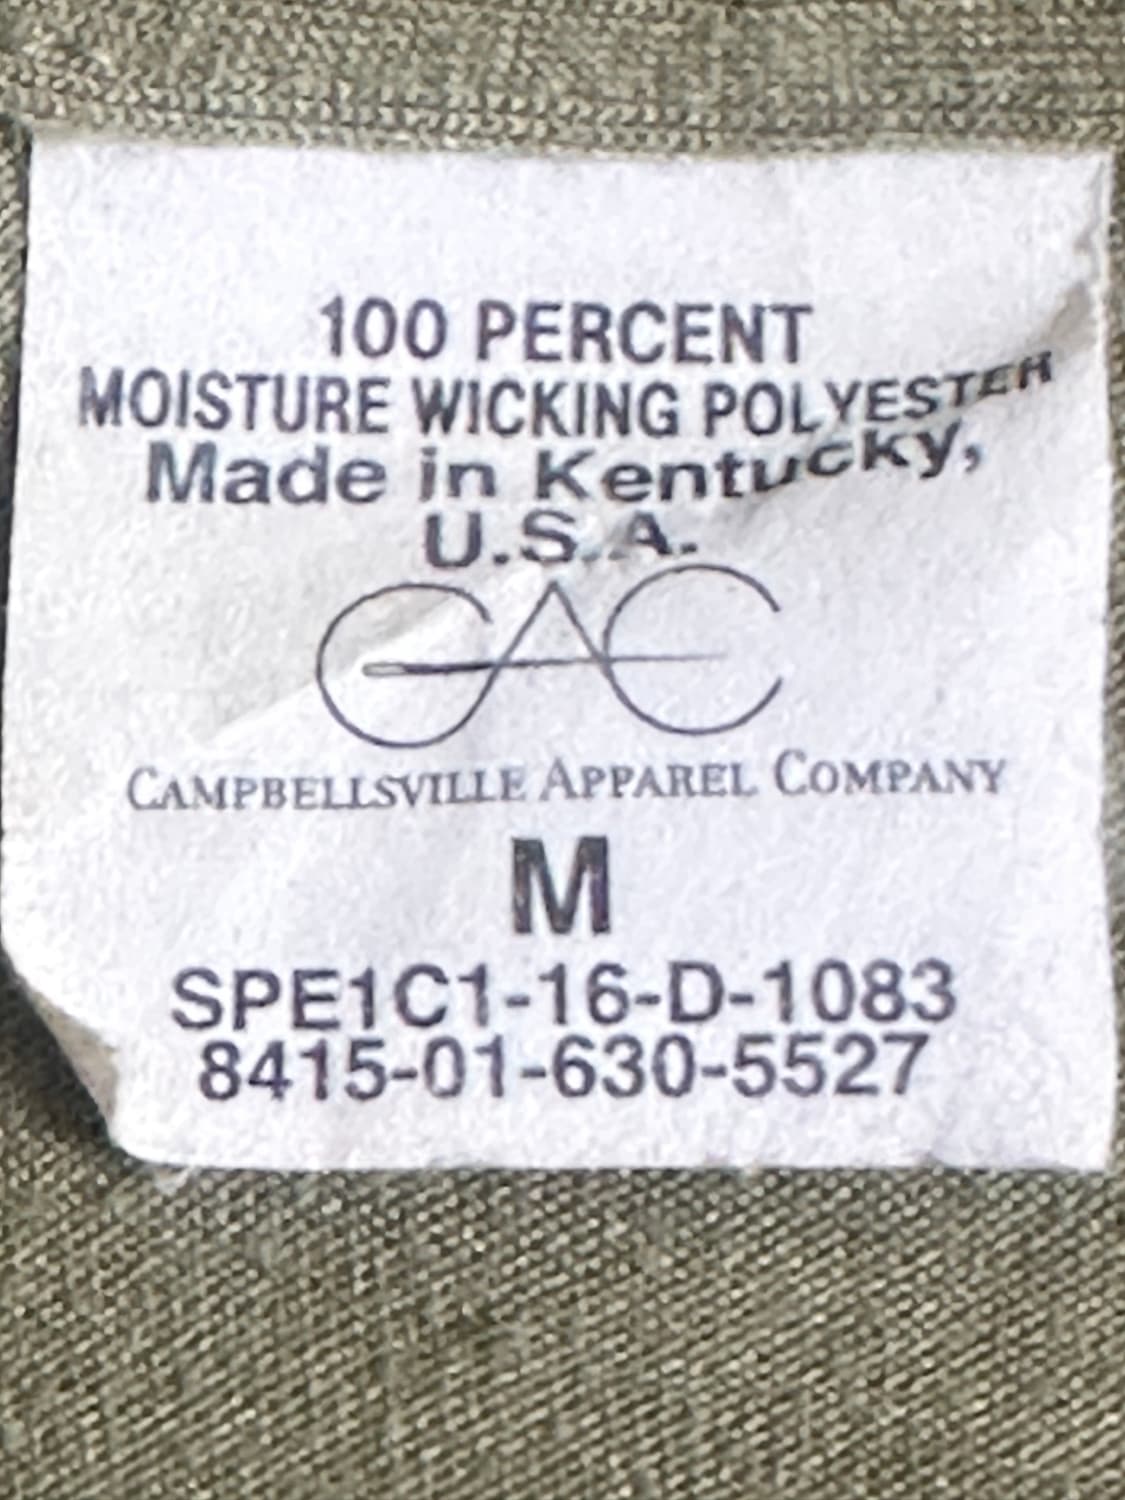 100 PERCENT
MOISTURE WICKING POLYESTER
Made in Kentucky,
U.S.A.
CAC
CAMPBELLSVILLE APPAREL COMPANY
M
SPE1C1-16-D-1083
8415-01-630-5527